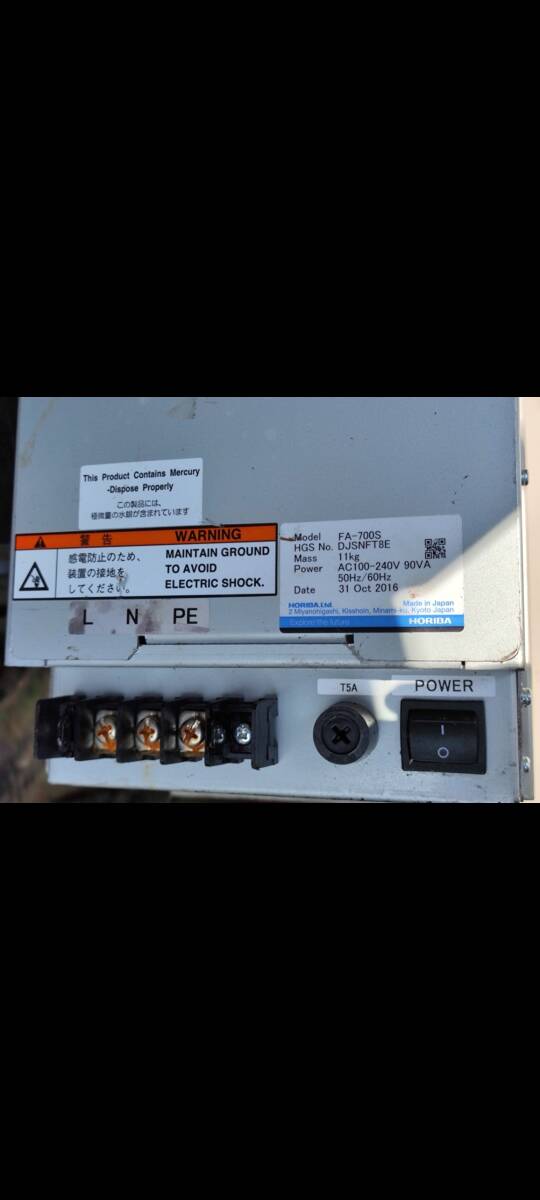 This Product Contains Mercury
-Dispose Properly
この製品には、
極微量の水銀が含まれています
警告 WARNING
感電防止のため、
装置の接地を
してください。
MAINTAIN GROUND
TO AVOID
ELECTRIC SHOCK.
Model FA-700S
HGS No. DJSNFT8E
Mass 11kg
Power AC100-240V 90VA
50Hz/60Hz
Date 31 Oct 2016
HORIBA,Ltd. Made in Japan
2 Miyanohigashi, Kisshoin, Minami-ku, Kyoto Japan
Explore the future HORIBA
L N PE
T5A
POWER
I
O